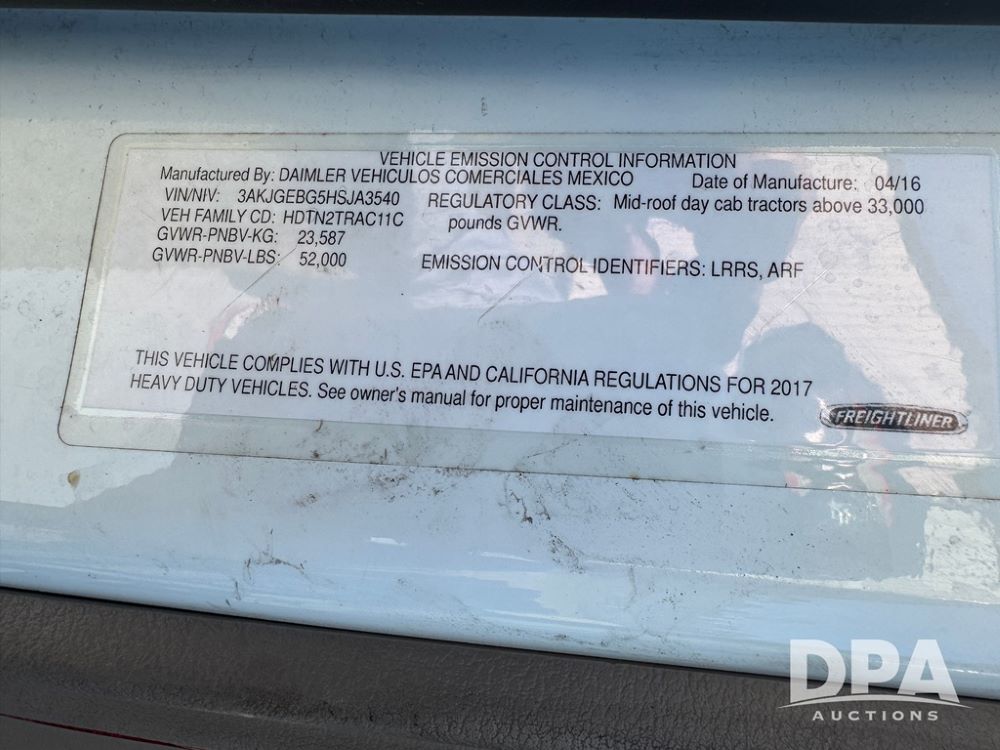 VEHICLE EMISSION CONTROL INFORMATION
Manufactured By: DAIMLER VEHICULOS COMERCIALES MEXICO Date of Manufacture: 04/16
VIN/NIV: 3AKJGEBG5HSJA3540 REGULATORY CLASS: Mid-roof day cab tractors above 33,000
VEH FAMILY CD: HDTN2TRAC11C pounds GVWR.
GVWR-PNBV-KG: 23,587
GVWR-PNBV-LBS: 52,000 EMISSION CONTROL IDENTIFIERS: LRRS, ARF
THIS VEHICLE COMPLIES WITH U.S. EPA AND CALIFORNIA REGULATIONS FOR 2017
HEAVY DUTY VEHICLES. See owner's manual for proper maintenance of this vehicle.
FREIGHTLINER
DPA
AUCTIONS